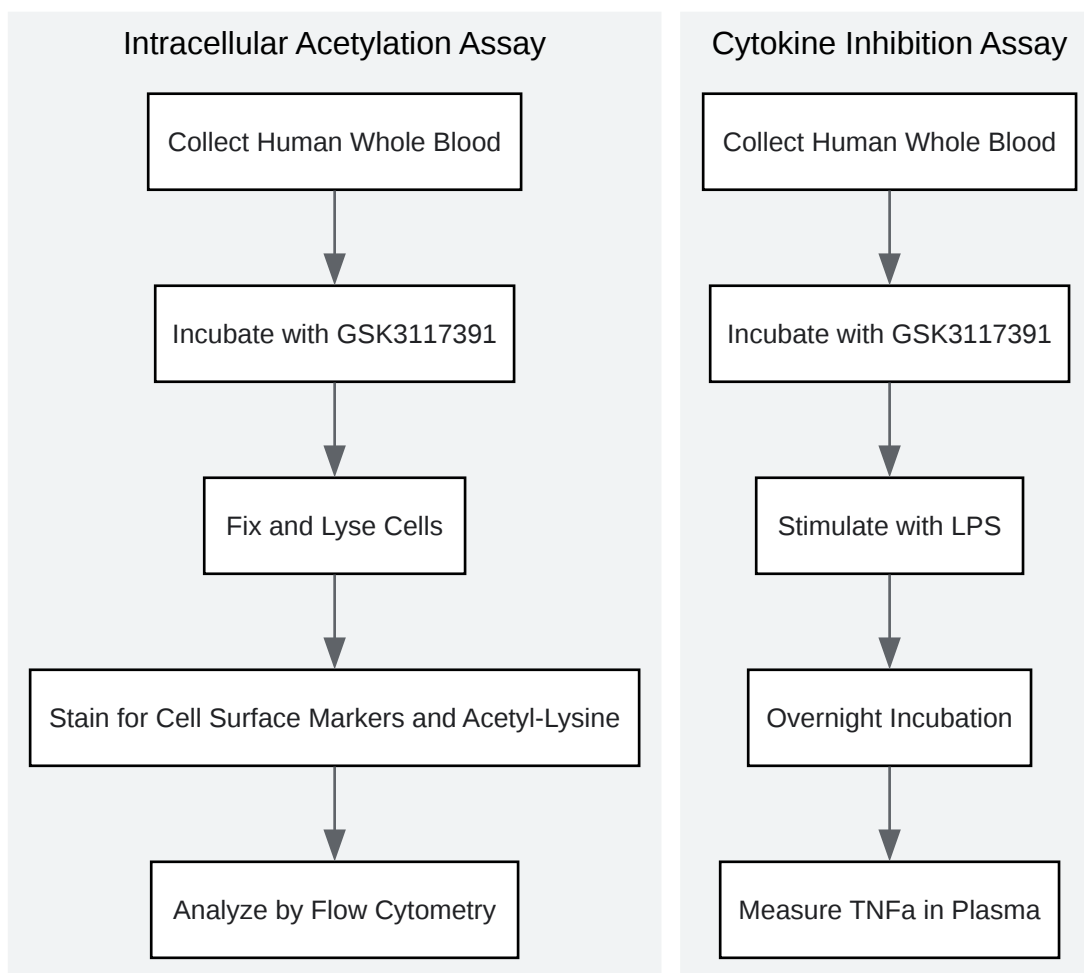 Intracellular Acetylation Assay
Collect Human Whole Blood
Incubate with GSK3117391
Fix and Lyse Cells
Stain for Cell Surface Markers and Acetyl-Lysine
Analyze by Flow Cytometry
Cytokine Inhibition Assay
Collect Human Whole Blood
Incubate with GSK3117391
Stimulate with LPS
Overnight Incubation
Measure TNFa in Plasma